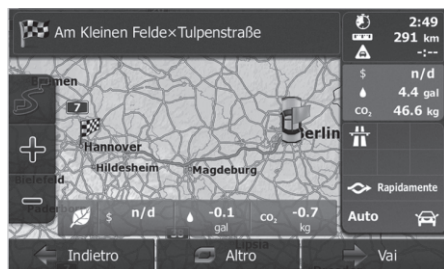 Am Kleinen Felde×Tulpenstraße
2:49
291 km
-:--
$ n/d
4.4 gal
CO₂ 46.6 kg
7
Berlin
Hannover
Hildesheim
Magdeburg
Bielefeld
Rapidamente
$ n/d
-0.1 gal
CO₂ -0.7 kg
Auto
Indietro
Altro
Vai